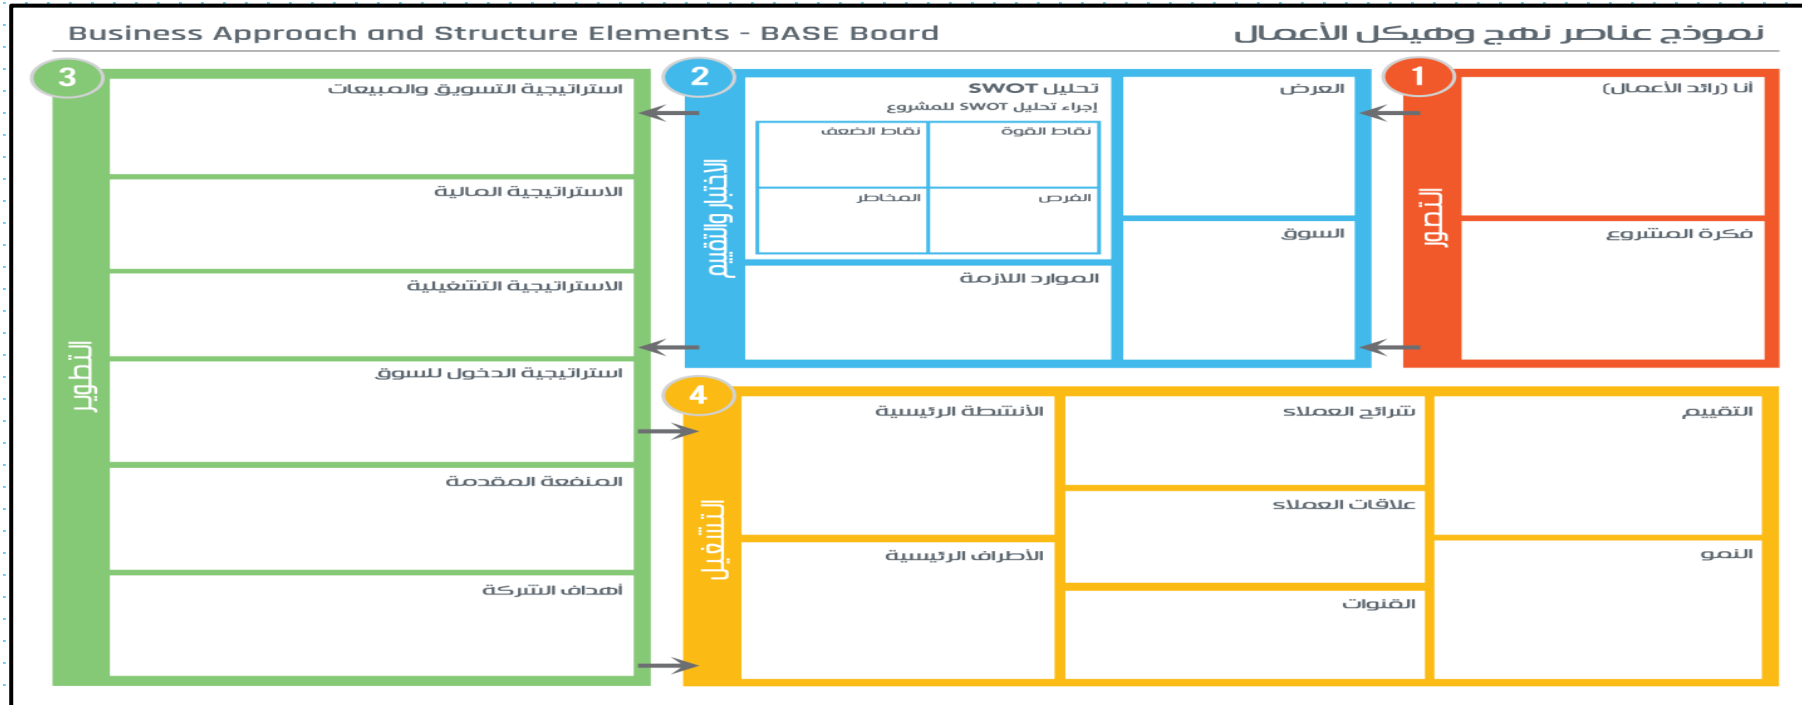 Business Approach and Structure Elements - BASE Board
نموذج عناصر نهج وهيكل الأعمال
1
التصور
أنا (رائد الأعمال)
فكرة المشروع
2
الاختبار والتقييم
العرض
السوق
تحليل SWOT
إجراء تحليل SWOT للمشروع
نقاط القوة
نقاط الضعف
الفرص
المخاطر
الموارد اللازمة
3
التطوير
استراتيجية التسويق والمبيعات
الاستراتيجية المالية
الاستراتيجية التشغيلية
استراتيجية الدخول للسوق
المنفعة المقدمة
أهداف الشركة
4
التشغيل
الأنشطة الرئيسية
الأطراف الرئيسية
شرائح العملاء
علاقات العملاء
القنوات
التقييم
النمو